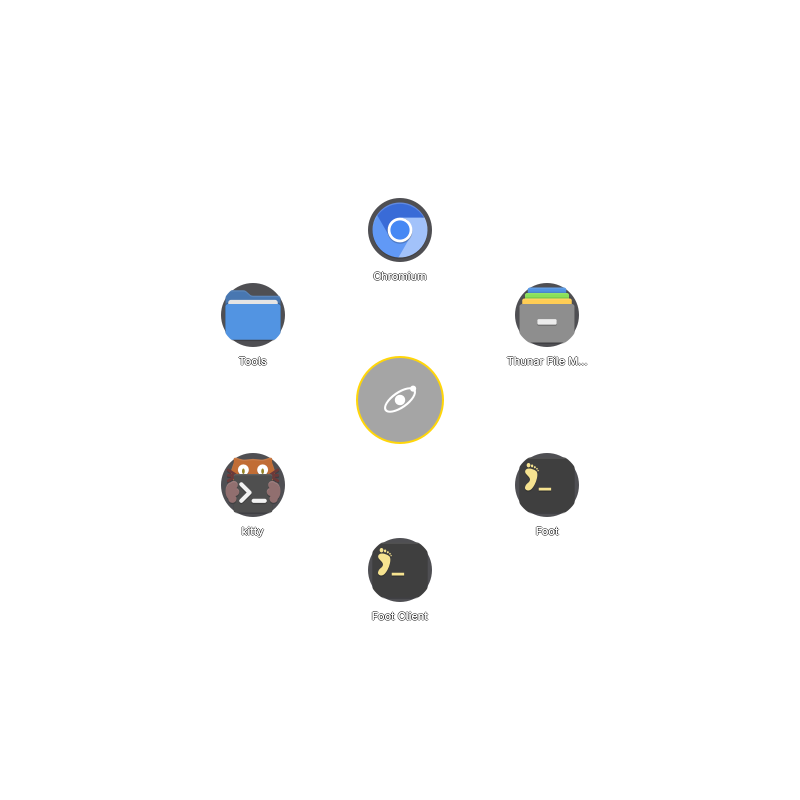 Chromium
Tools
Thunar File M...
kitty
Foot
Foot Client